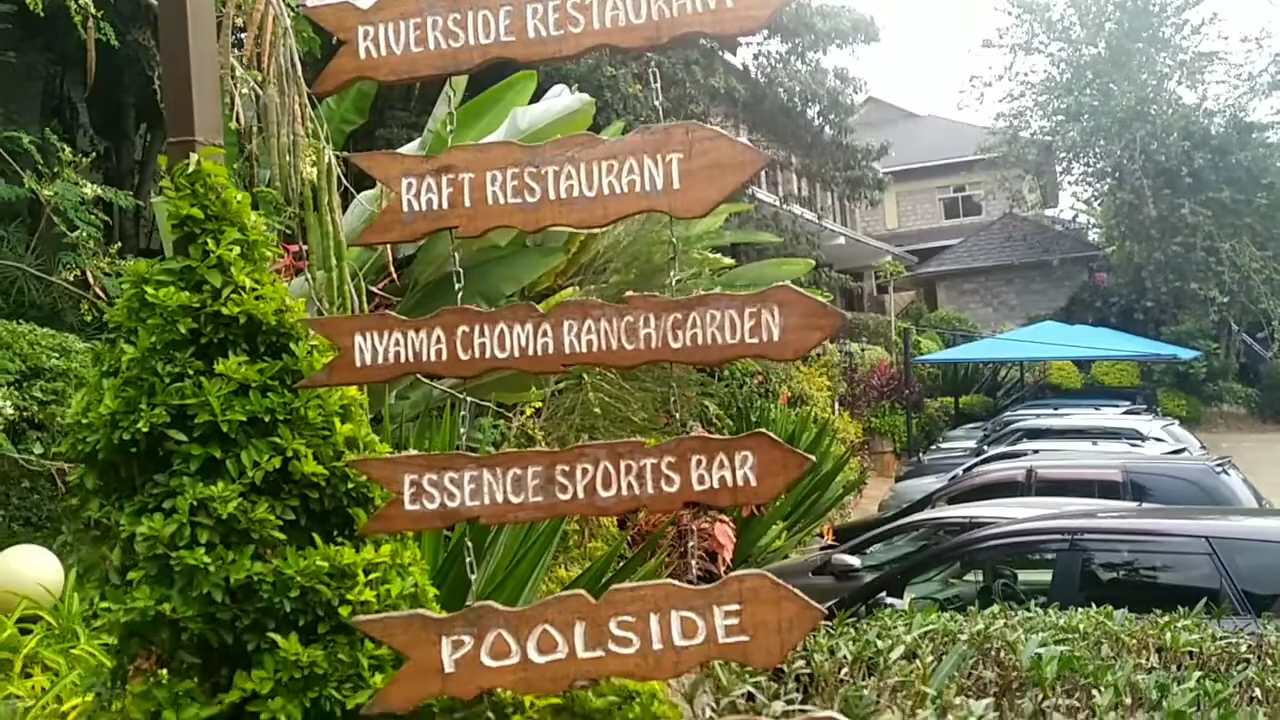 RIVERSIDE RESTAURANT
RAFT RESTAURANT
NYAMA CHOMA RANCH/GARDEN
ESSENCE SPORTS BAR
POOLSIDE